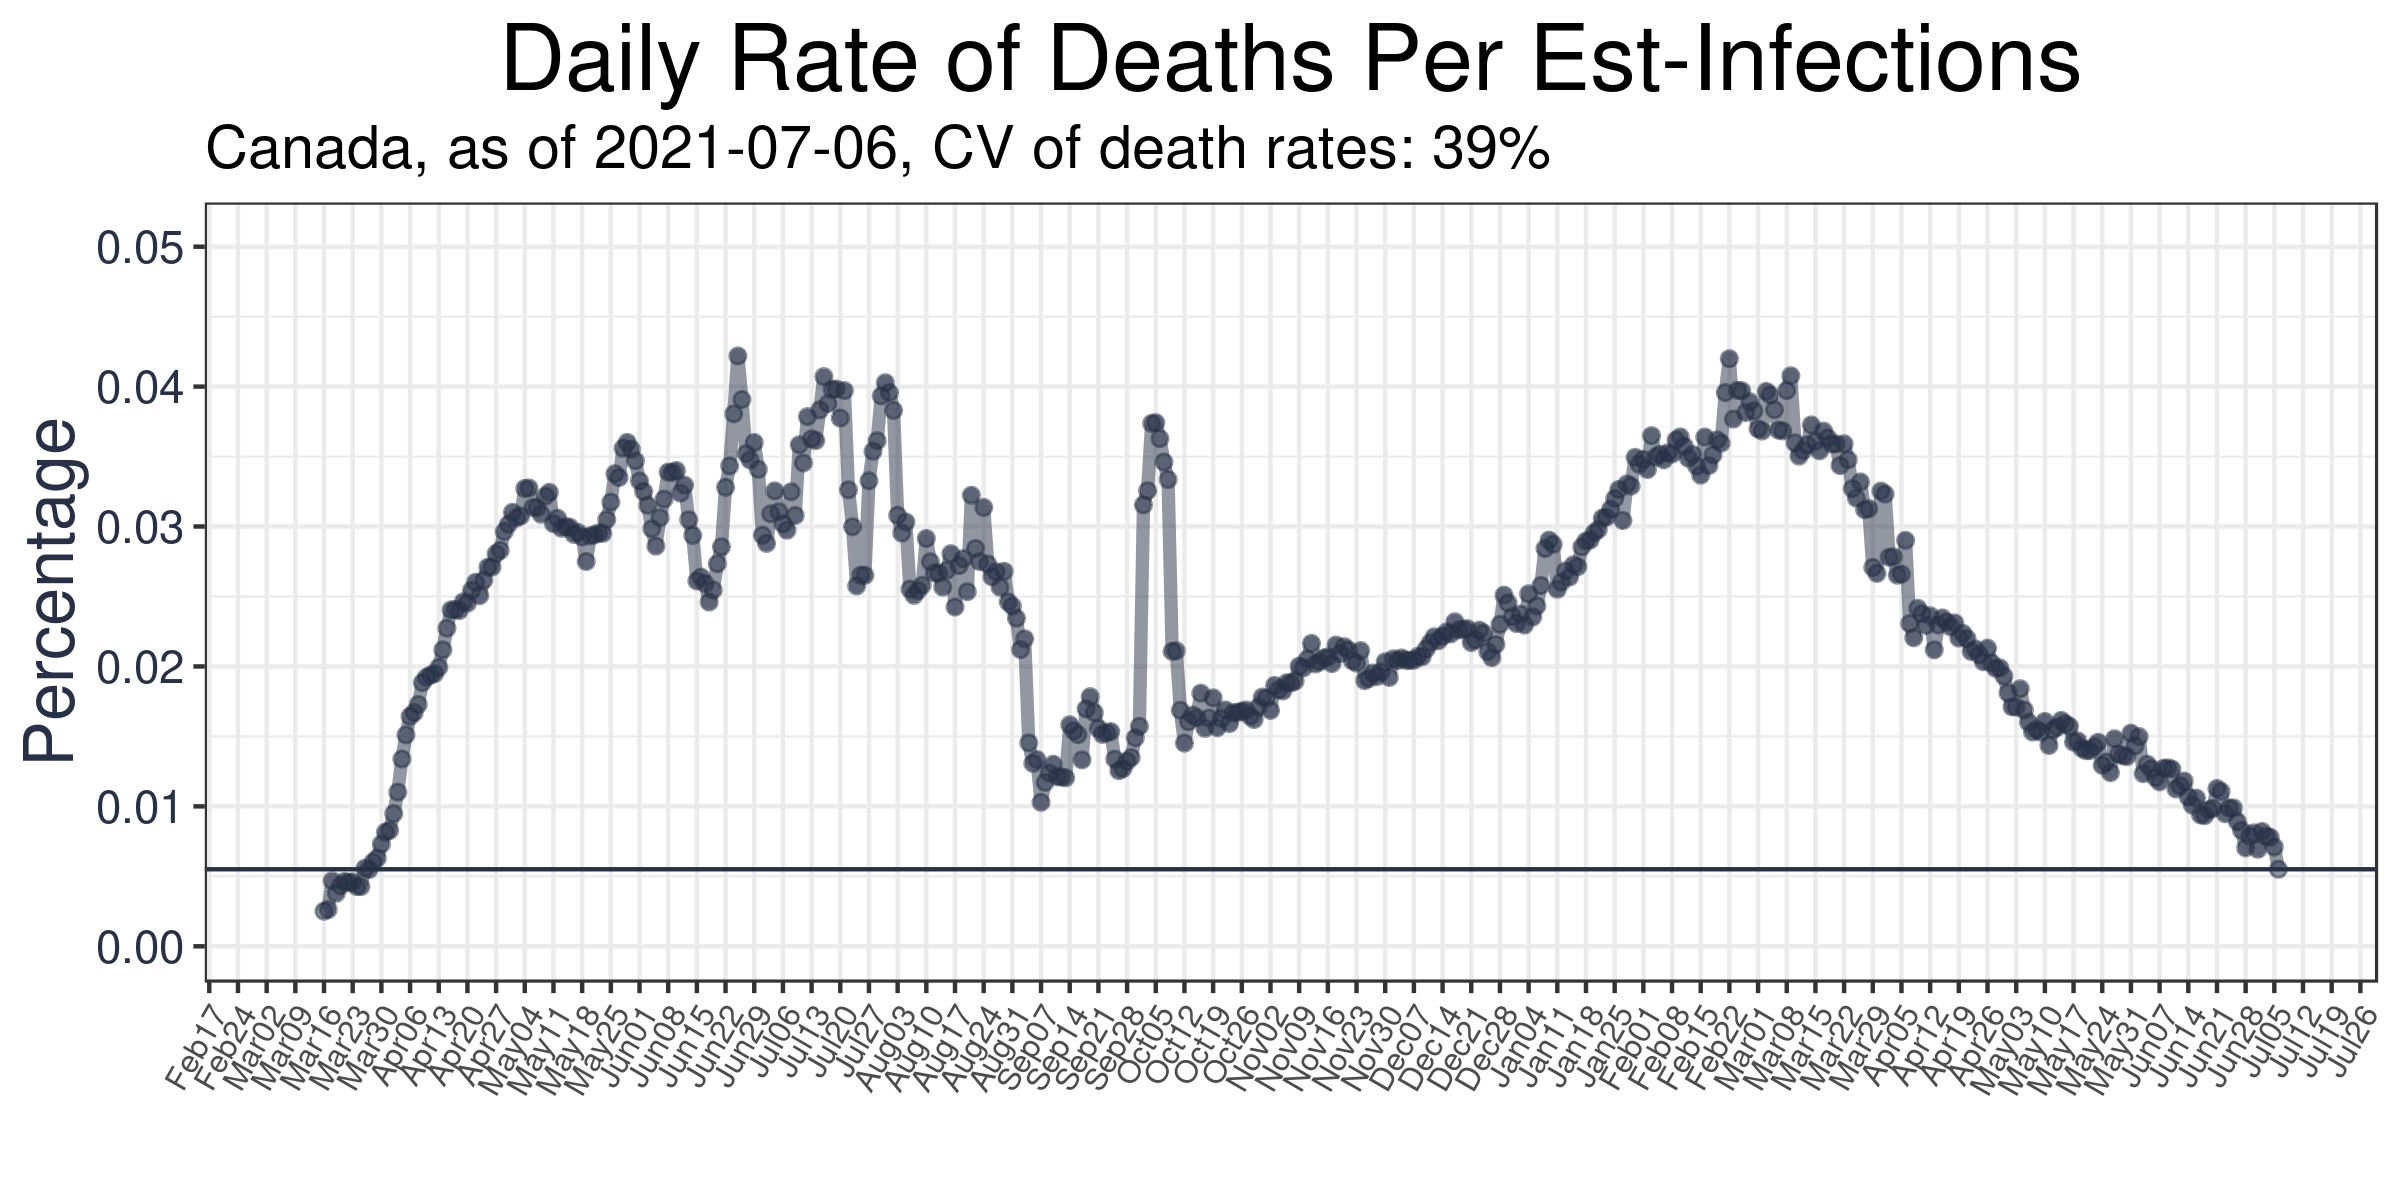 Daily Rate of Deaths Per Est-Infections
Canada, as of 2021-07-06, CV of death rates: 39%
Percentage
0.05
0.04
0.03
0.02
0.01
0.00
Feb17
Feb24
Mar02
Mar09
Mar16
Mar23
Mar30
Apr06
Apr13
Apr20
Apr27
May04
May11
May18
May25
Jun01
Jun08
Jun15
Jun22
Jun29
Jul06
Jul13
Jul20
Jul27
Aug03
Aug10
Aug17
Aug24
Aug31
Sep07
Sep14
Sep21
Sep28
Oct05
Oct12
Oct19
Oct26
Nov02
Nov09
Nov16
Nov23
Nov30
Dec07
Dec14
Dec21
Dec28
Jan04
Jan11
Jan18
Jan25
Feb01
Feb08
Feb15
Feb22
Mar01
Mar08
Mar15
Mar22
Mar29
Apr05
Apr12
Apr19
Apr26
May03
May10
May17
May24
May31
Jun07
Jun14
Jun21
Jun28
Jul05
Jul12
Jul19
Jul26